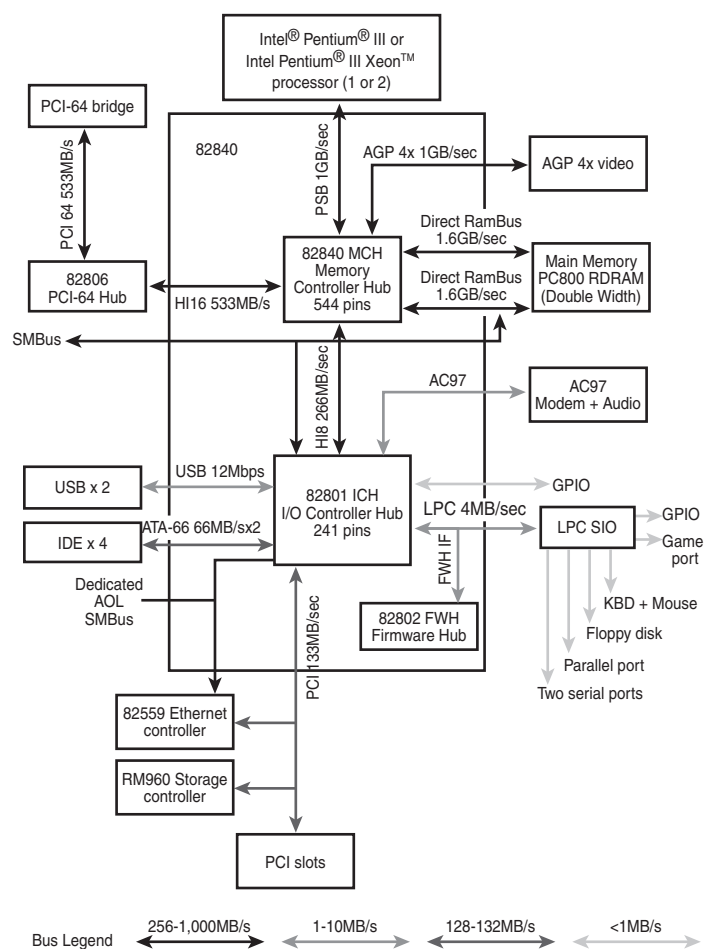 Intel® Pentium® III or
Intel Pentium® III Xeon™
processor (1 or 2)
PCI-64 bridge
82840
PSB 1GB/sec
AGP 4x 1GB/sec
AGP 4x video
PCI 64 533MB/s
Direct RamBus
1.6GB/sec
82840 MCH
Memory
Controller Hub
544 pins
Main Memory
PC800 RDRAM
(Double Width)
82806
PCI-64 Hub
Direct RamBus
1.6GB/sec
HI16 533MB/s
SMBus
HI8 266MB/sec
AC97
AC97
Modem + Audio
USB x 2
USB 12Mbps
82801 ICH
I/O Controller Hub
241 pins
GPIO
LPC 4MB/sec
LPC SIO
GPIO
Game
port
IDE x 4
ATA-66 66MB/sx2
FWH IF
Dedicated
AOL
SMBus
82802 FWH
Firmware Hub
KBD + Mouse
Floppy disk
Parallel port
Two serial ports
PCI 133MB/sec
82559 Ethernet
controller
RM960 Storage
controller
PCI slots
Bus Legend
256-1,000MB/s
1-10MB/s
128-132MB/s
<1MB/s